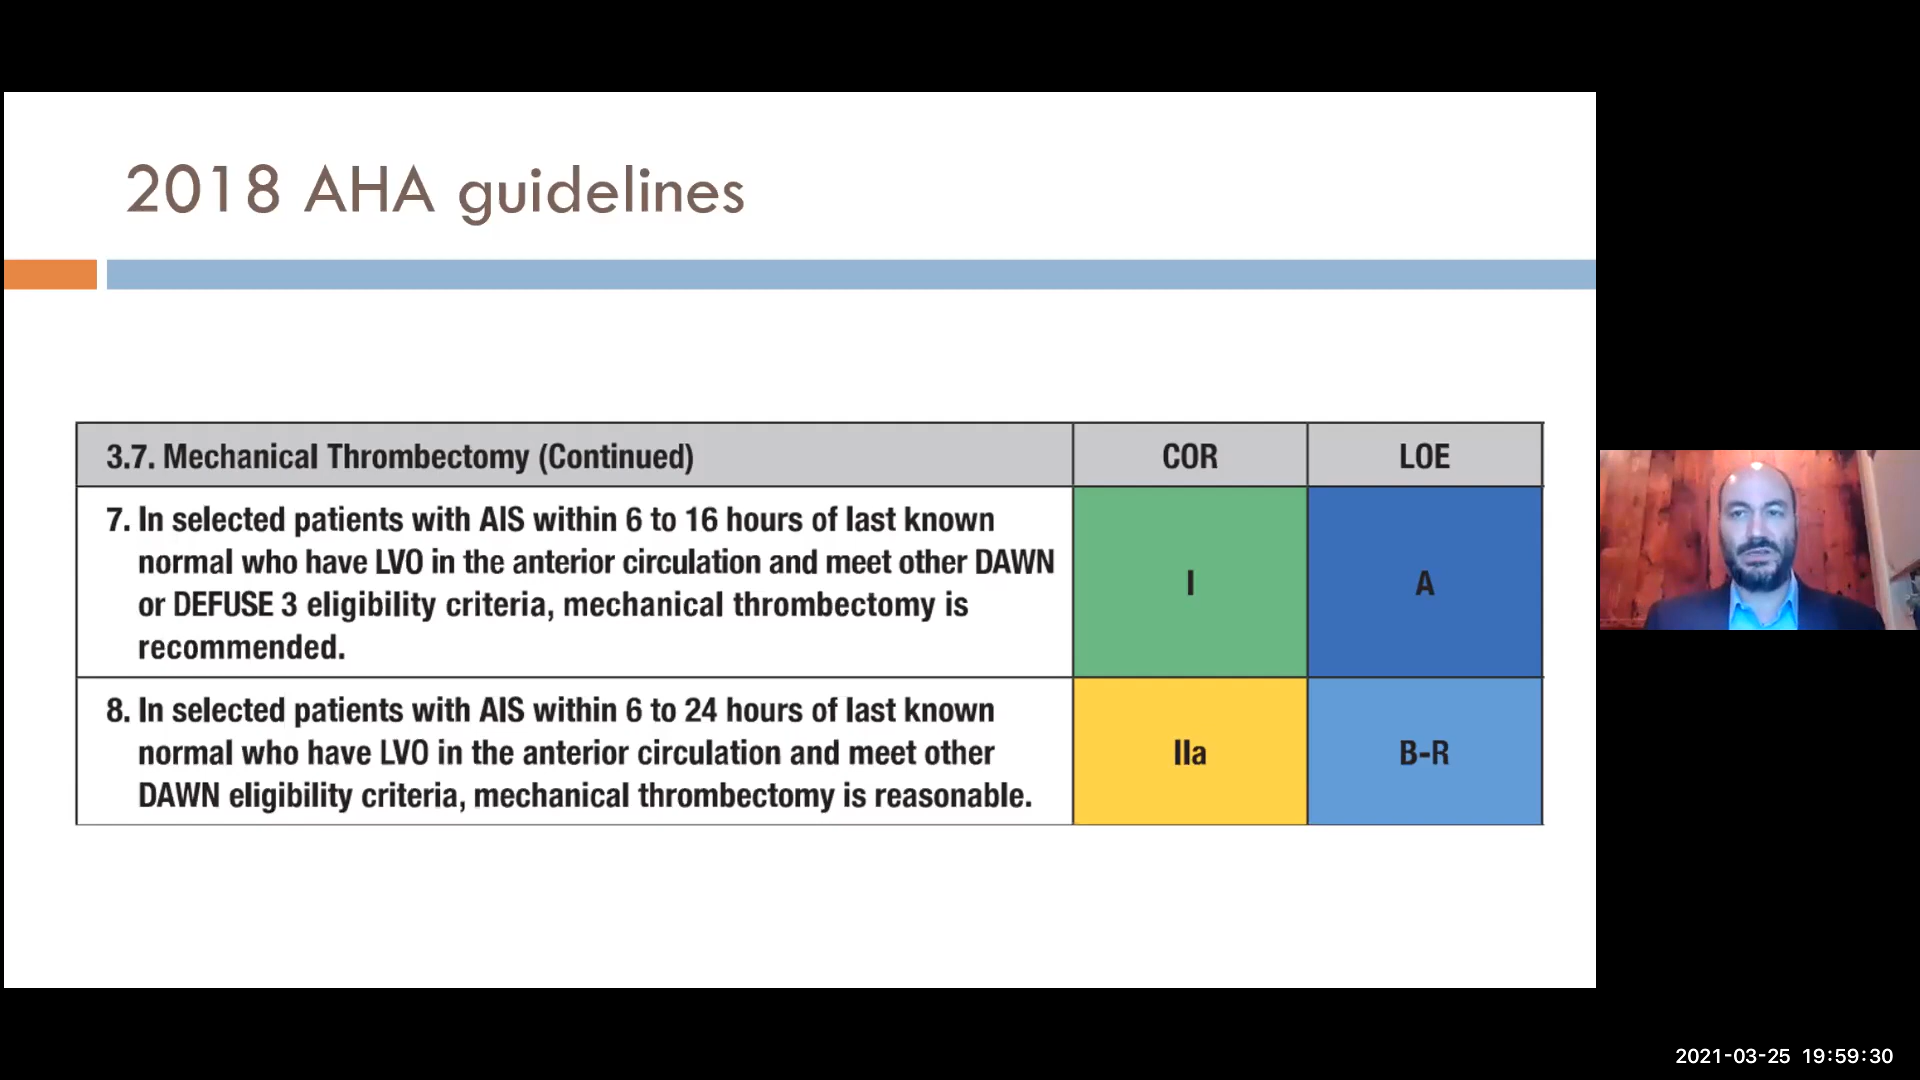 2018 AHA guidelines
3.7. Mechanical Thrombectomy (Continued)
COR
LOE
7. In selected patients with AIS within 6 to 16 hours of last known
normal who have LVO in the anterior circulation and meet other DAWN
or DEFUSE 3 eligibility criteria, mechanical thrombectomy is
recommended.
I
A
8. In selected patients with AIS within 6 to 24 hours of last known
normal who have LVO in the anterior circulation and meet other
DAWN eligibility criteria, mechanical thrombectomy is reasonable.
IIa
B-R
2021-03-25 19:59:30